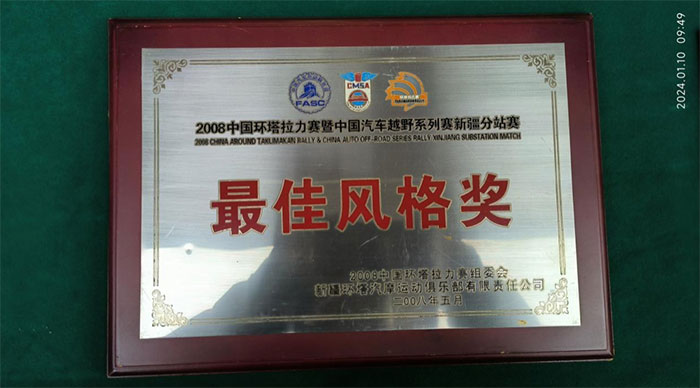 FASC
CMSA
2008中国环塔拉力赛暨中国汽车越野系列赛新疆分站赛
2008 CHINA AROUND TAKLIMAKAN RALLY & CHINA AUTO OFF-ROAD SERIES RALLY XINJIANG SUBSTATION MATCH
最佳风格奖
2008中国环塔拉力赛组委会
新疆环塔汽摩运动俱乐部有限责任公司
二〇〇八年五月
2024.01.10 09:49